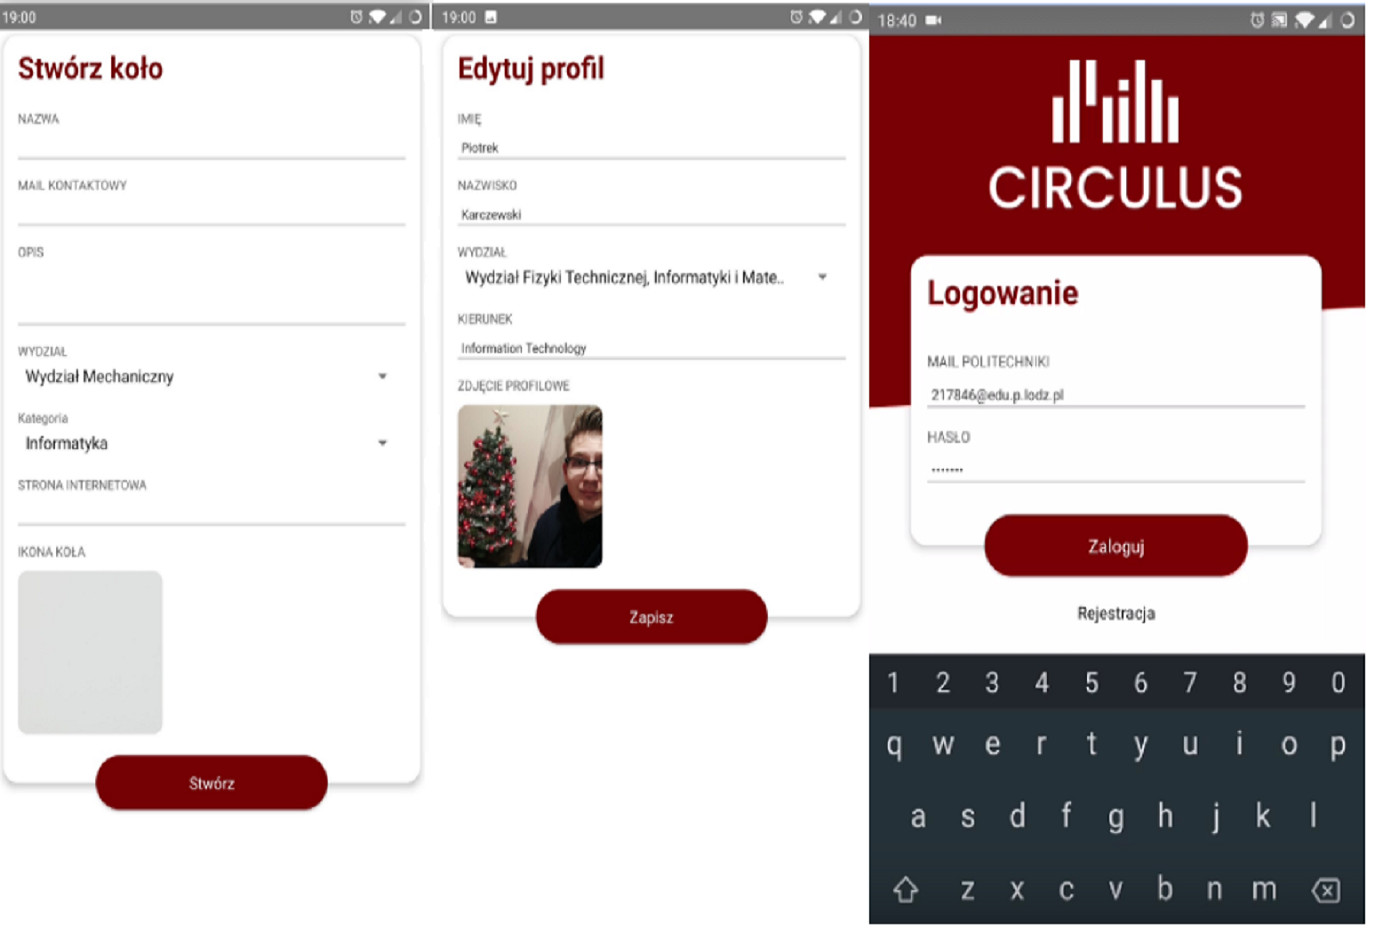 19:00
Stwórz koło
NAZWA
MAIL KONTAKTOWY
OPIS
WYDZIAŁ
Wydział Mechaniczny
Kategoria
Informatyka
STRONA INTERNETOWA
IKONA KOŁA
Stwórz
19:00
Edytuj profil
IMIĘ
Piotrek
NAZWISKO
Karczewski
WYDZIAŁ
Wydział Fizyki Technicznej, Informatyki i Mate..
KIERUNEK
Information Technology
ZDJĘCIE PROFILOWE
Zapisz
18:40
CIRCULUS
Logowanie
MAIL POLITECHNIKI
217846@edu.p.lodz.pl
HASŁO
·······
Zaloguj
Rejestracja
1 2 3 4 5 6 7 8 9 0
q w e r t y u i o p
a s d f g h j k l
z x c v b n m